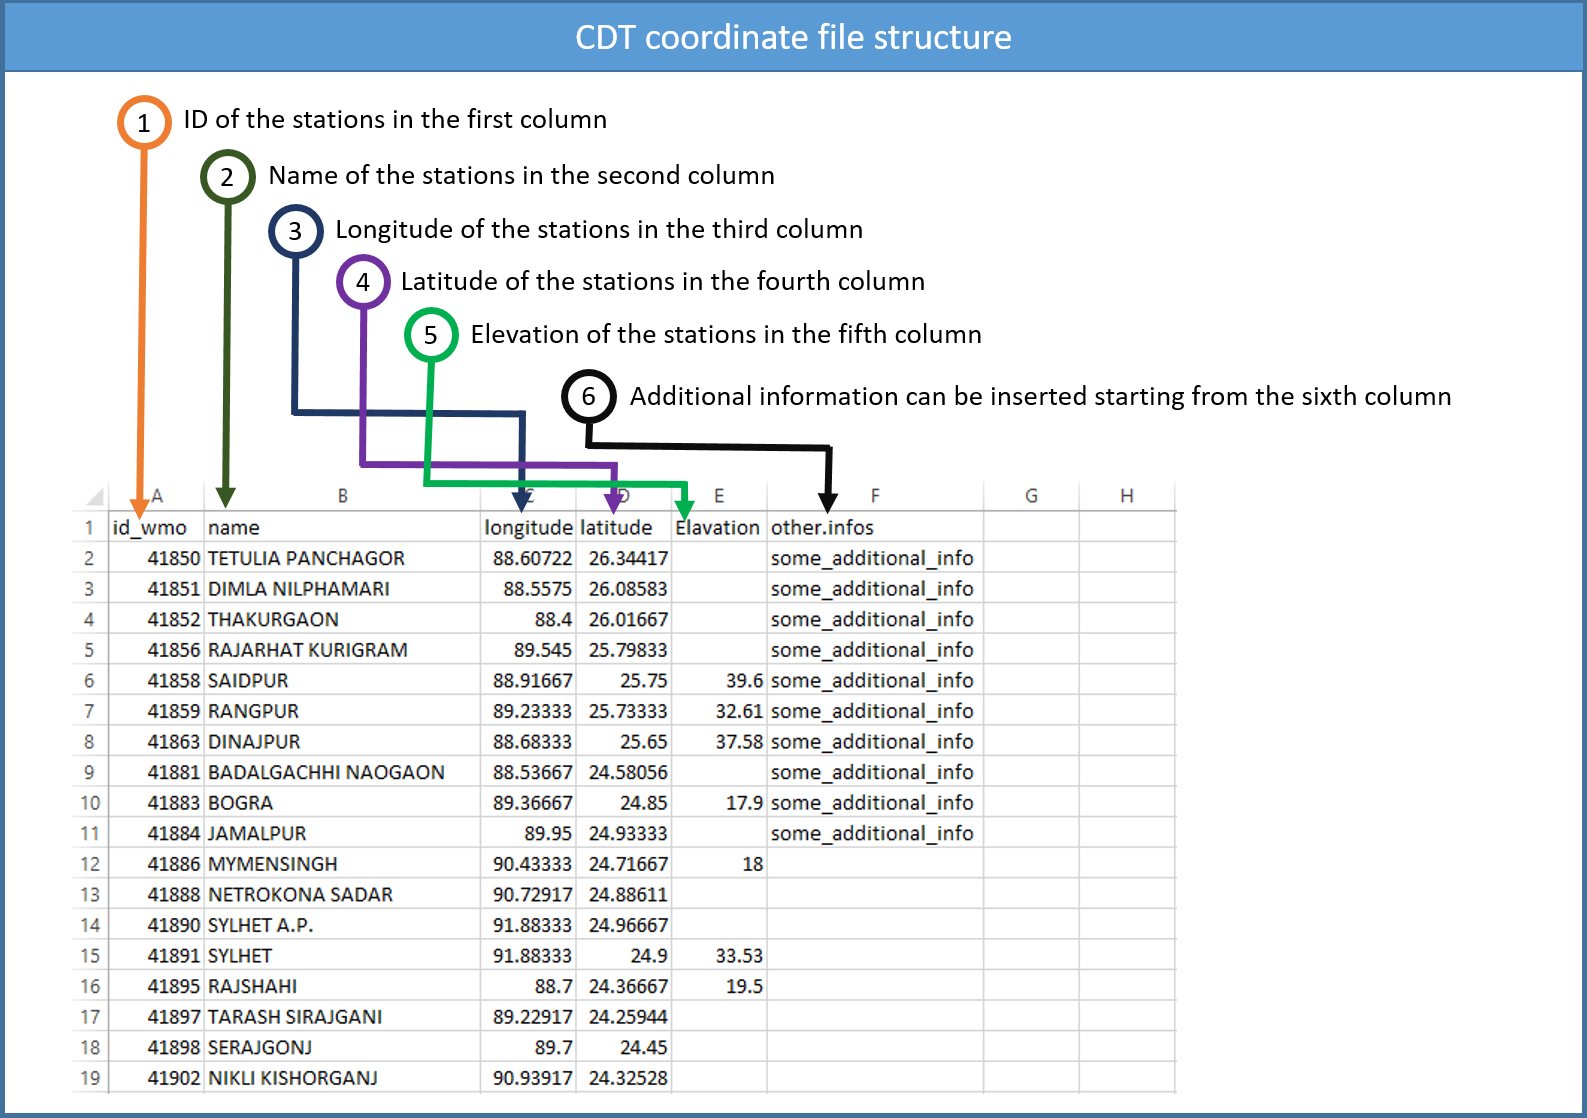 CDT coordinate file structure
1 ID of the stations in the first column
2 Name of the stations in the second column
3 Longitude of the stations in the third column
4 Latitude of the stations in the fourth column
5 Elevation of the stations in the fifth column
6 Additional information can be inserted starting from the sixth column
A B C D E F G H
1 id_wmo name longitude latitude Elavation other.infos
2 41850 TETULIA PANCHAGOR 88.60722 26.34417 some_additional_info
3 41851 DIMLA NILPHAMARI 88.5575 26.08583 some_additional_info
4 41852 THAKURGAON 88.4 26.01667 some_additional_info
5 41856 RAJARHAT KURIGRAM 89.545 25.79833 some_additional_info
6 41858 SAIDPUR 88.91667 25.75 39.6 some_additional_info
7 41859 RANGPUR 89.23333 25.73333 32.61 some_additional_info
8 41863 DINAJPUR 88.68333 25.65 37.58 some_additional_info
9 41881 BADALGACHHI NAOGAON 88.53667 24.58056 some_additional_info
10 41883 BOGRA 89.36667 24.85 17.9 some_additional_info
11 41884 JAMALPUR 89.95 24.93333 some_additional_info
12 41886 MYMENSINGH 90.43333 24.71667 18
13 41888 NETROKONA SADAR 90.72917 24.88611
14 41890 SYLHET A.P. 91.88333 24.96667
15 41891 SYLHET 91.88333 24.9 33.53
16 41895 RAJSHAHI 88.7 24.36667 19.5
17 41897 TARASH SIRAJGANI 89.22917 24.25944
18 41898 SERAJGONJ 89.7 24.45
19 41902 NIKLI KISHORGANJ 90.93917 24.32528